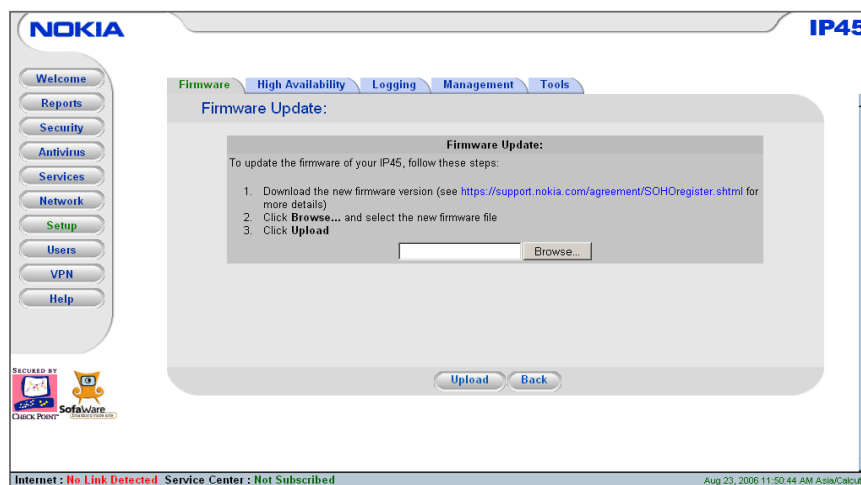 NOKIA
IP45
Welcome
Reports
Security
Antivirus
Services
Network
Setup
Users
VPN
Help
Firmware High Availability Logging Management Tools
Firmware Update:
Firmware Update:
To update the firmware of your IP45, follow these steps:
1. Download the new firmware version (see https://support.nokia.com/agreement/SOHOregister.shtml for
more details)
2. Click Browse... and select the new firmware file
3. Click Upload
Browse...
Upload Back
SECURED BY
CHECK POINT
SofaWare
Internet : No Link Detected Service Center : Not Subscribed
Aug 23, 2006 11:50:44 AM Asia/Calcu